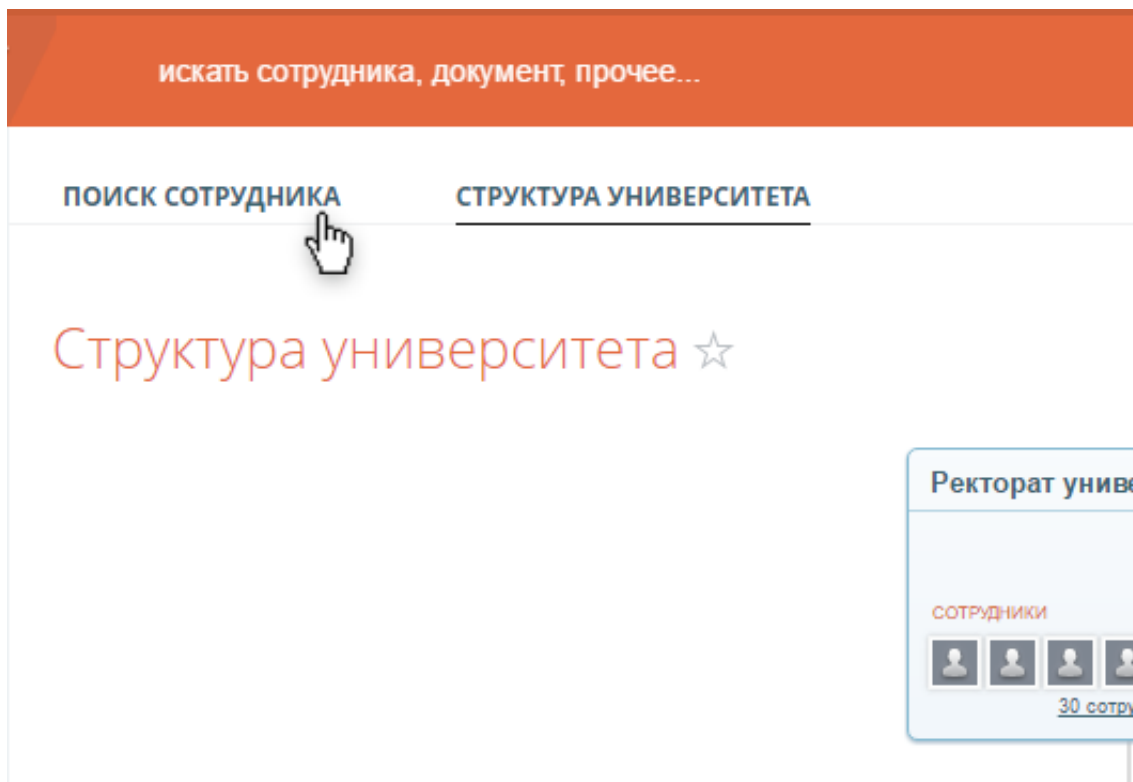 искать сотрудника, документ, прочее...
ПОИСК СОТРУДНИКА
СТРУКТУРА УНИВЕРСИТЕТА
Структура университета
Ректорат униве
СОТРУДНИКИ
30 сотру